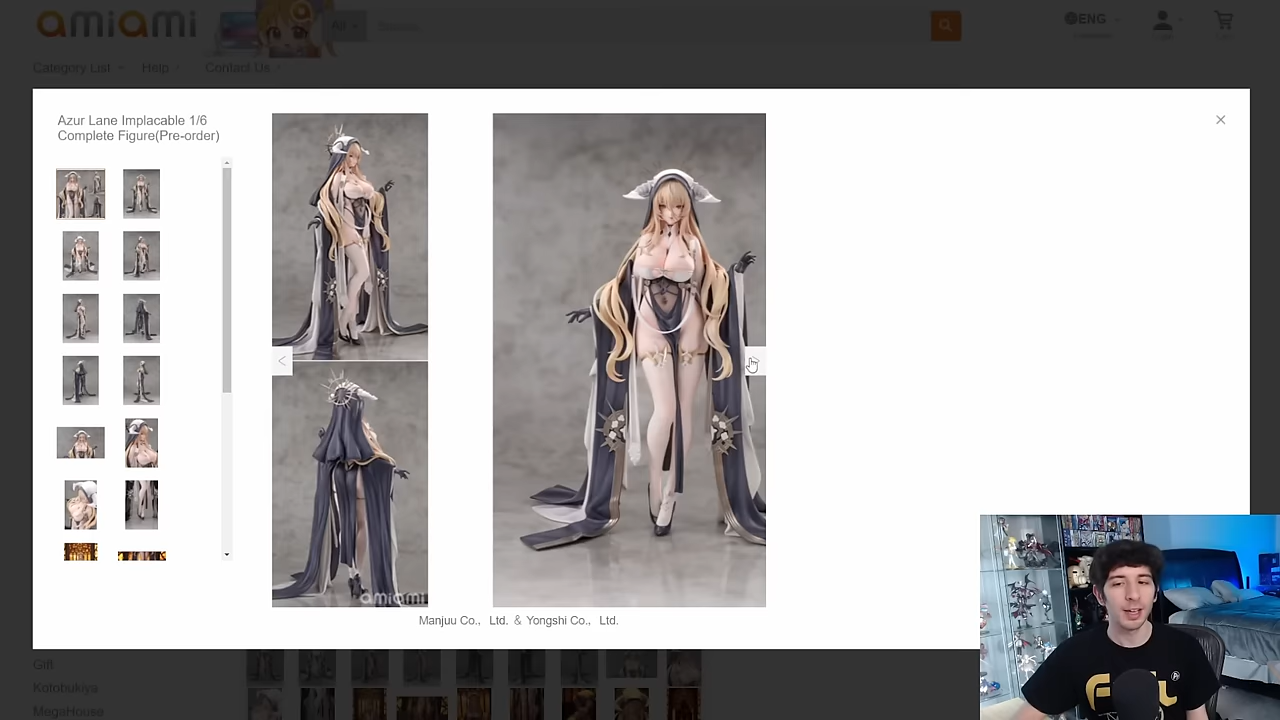 amiami
All
ENG
Category List
Help
Contact Us
Azur Lane Implacable 1/6
Complete Figure(Pre-order)
amiami
Manjuu Co., Ltd. & Yongshi Co., Ltd.
Gift
Kotobukiya
MegaHouse